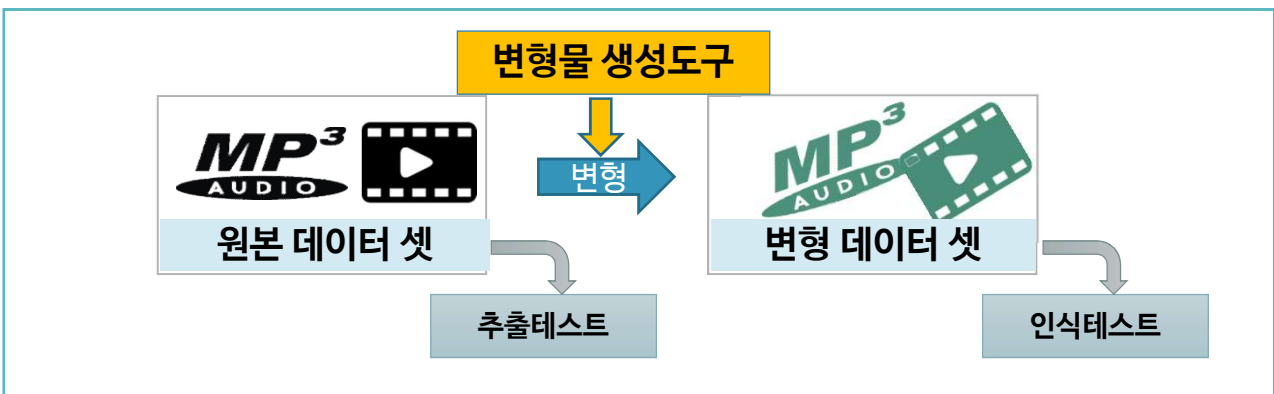 변형물 생성도구
MP3
AUDIO
변형
MP3
AUDIO
원본 데이터 셋
변형 데이터 셋
추출테스트
인식테스트